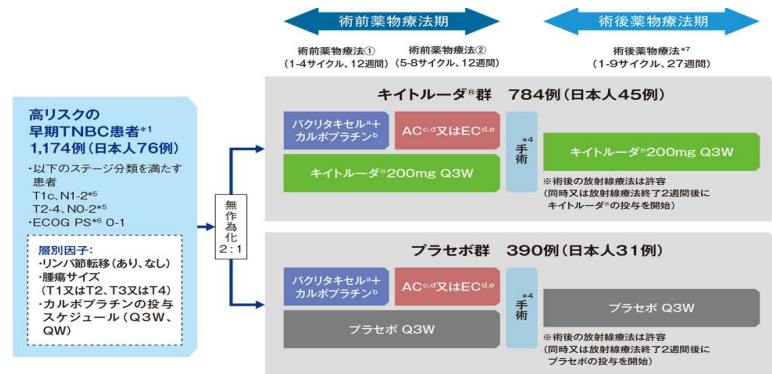 術前薬物療法期
術後薬物療法期
術前薬物療法①
(1-4サイクル、12週間)
術前薬物療法②
(5-8サイクル、12週間)
術後薬物療法*7
(1-9サイクル、27週間)
高リスクの
早期TNBC患者*1
1,174例(日本人76例)
・以下のステージ分類を満たす
患者
T1c、N1-2*5
T2-4、N0-2*5
・ECOG PS*6 0-1
層別因子:
・リンパ節転移(あり、なし)
・腫瘍サイズ
(T1又はT2、T3又はT4)
・カルボプラチンの投与
スケジュール(Q3W、
QW)
無作為化
2:1
キイトルーダ®群 784例(日本人45例)
パクリタキセルa+
カルボプラチンb
ACc,d又はECd,e
キイトルーダ®200mg Q3W
手術*4
キイトルーダ®200mg Q3W
※術後の放射線療法は許容
(同時又は放射線療法終了2週間後に
キイトルーダ®の投与を開始)
プラセボ群 390例(日本人31例)
パクリタキセルa+
カルボプラチンb
ACc,d又はECd,e
プラセボ Q3W
手術*4
プラセボ Q3W
※術後の放射線療法は許容
(同時又は放射線療法終了2週間後に
プラセボの投与を開始)